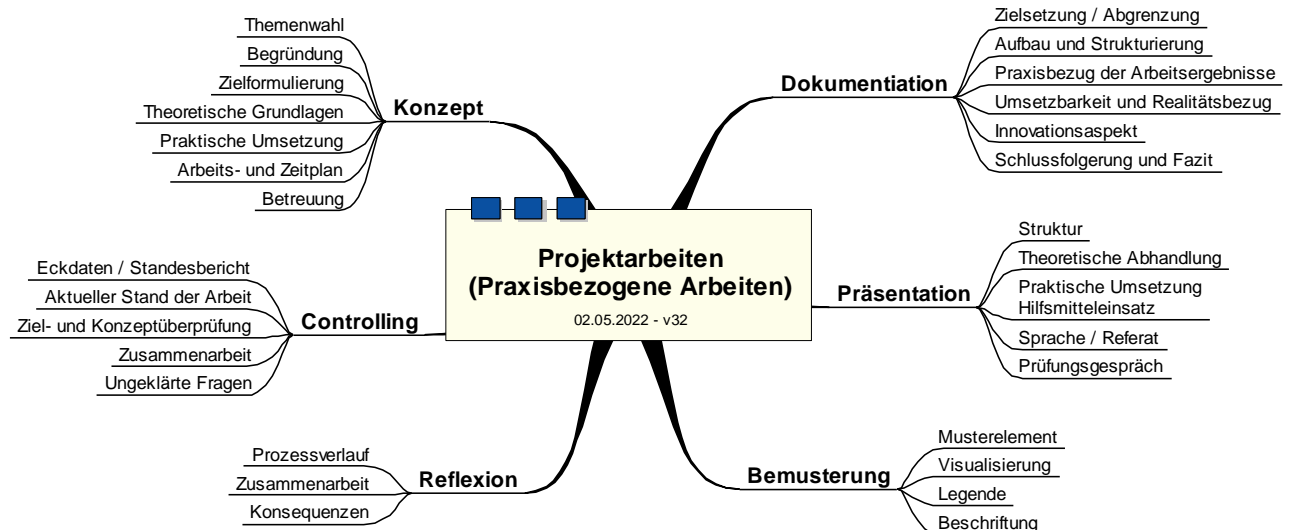 Themenwahl
Begründung
Zielformulierung
Theoretische Grundlagen
Praktische Umsetzung
Arbeits- und Zeitplan
Betreuung
Konzept
Eckdaten / Standesbericht
Aktueller Stand der Arbeit
Ziel- und Konzeptüberprüfung
Zusammenarbeit
Ungeklärte Fragen
Controlling
Prozessverlauf
Zusammenarbeit
Konsequenzen
Reflexion
Projektarbeiten
(Praxisbezogene Arbeiten)
02.05.2022 - v32
Dokumentiation
Zielsetzung / Abgrenzung
Aufbau und Strukturierung
Praxisbezug der Arbeitsergebnisse
Umsetzbarkeit und Realitätsbezug
Innovationsaspekt
Schlussfolgerung und Fazit
Präsentation
Struktur
Theoretische Abhandlung
Praktische Umsetzung
Hilfsmitteleinsatz
Sprache / Referat
Prüfungsgespräch
Bemusterung
Musterelement
Visualisierung
Legende
Beschriftung